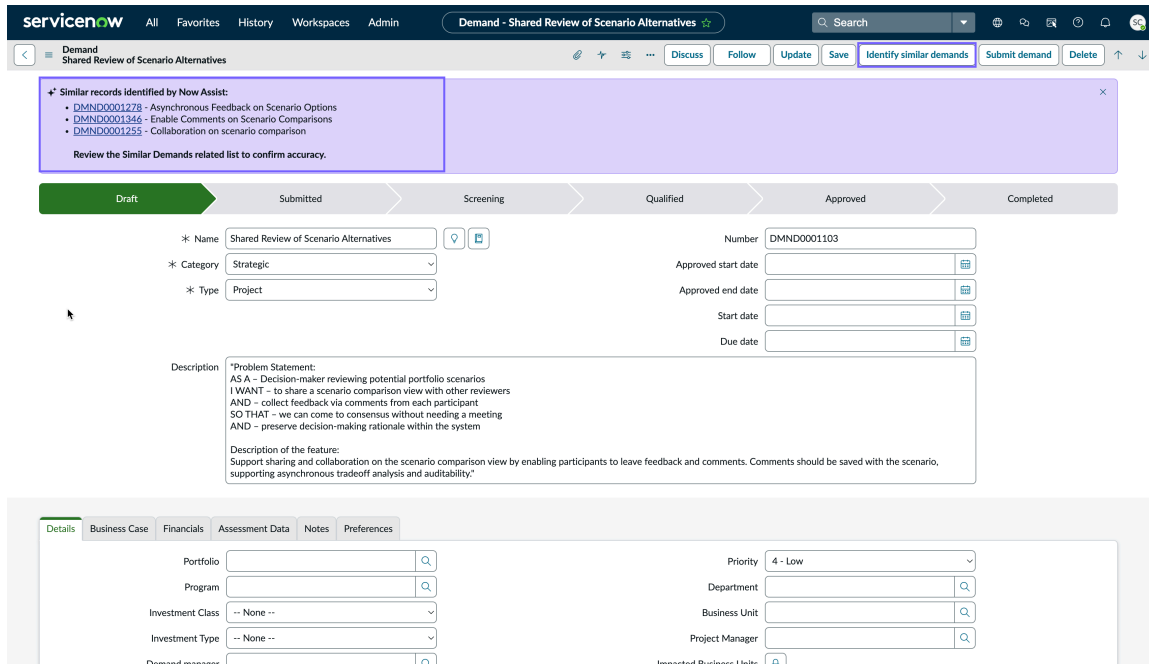 servicenow All Favorites History Workspaces Admin Demand - Shared Review of Scenario Alternatives ☆ Search SC
Demand
Shared Review of Scenario Alternatives
Discuss Follow Update Save Identify similar demands Submit demand Delete
Similar records identified by Now Assist:
• DMND0001278 - Asynchronous Feedback on Scenario Options
• DMND0001346 - Enable Comments on Scenario Comparisons
• DMND0001255 - Collaboration on scenario comparison
Review the Similar Demands related list to confirm accuracy.
Draft Submitted Screening Qualified Approved Completed
Name Shared Review of Scenario Alternatives Number DMND0001103
Category Strategic Approved start date
Type Project Approved end date
Start date
Due date
Description "Problem Statement:
AS A – Decision-maker reviewing potential portfolio scenarios
I WANT – to share a scenario comparison view with other reviewers
AND – collect feedback via comments from each participant
SO THAT – we can come to consensus without needing a meeting
AND – preserve decision-making rationale within the system
Description of the feature:
Support sharing and collaboration on the scenario comparison view by enabling participants to leave feedback and comments. Comments should be saved with the scenario,
supporting asynchronous tradeoff analysis and auditability."
Details Business Case Financials Assessment Data Notes Preferences
Portfolio Priority 4 - Low
Program Department
Investment Class -- None -- Business Unit
Investment Type -- None -- Project Manager
Demand manager Impacted Business Units